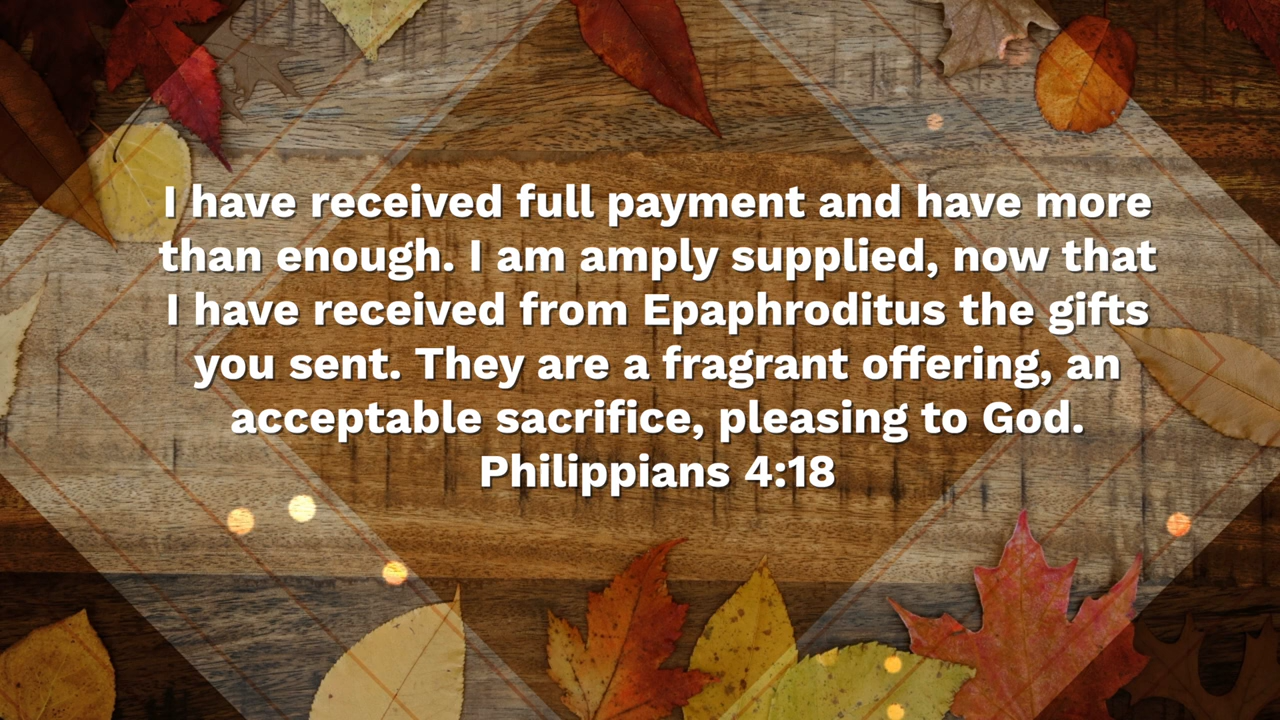 I have received full payment and have more
than enough. I am amply supplied, now that
I have received from Epaphroditus the gifts
you sent. They are a fragrant offering, an
acceptable sacrifice, pleasing to God.
Philippians 4:18